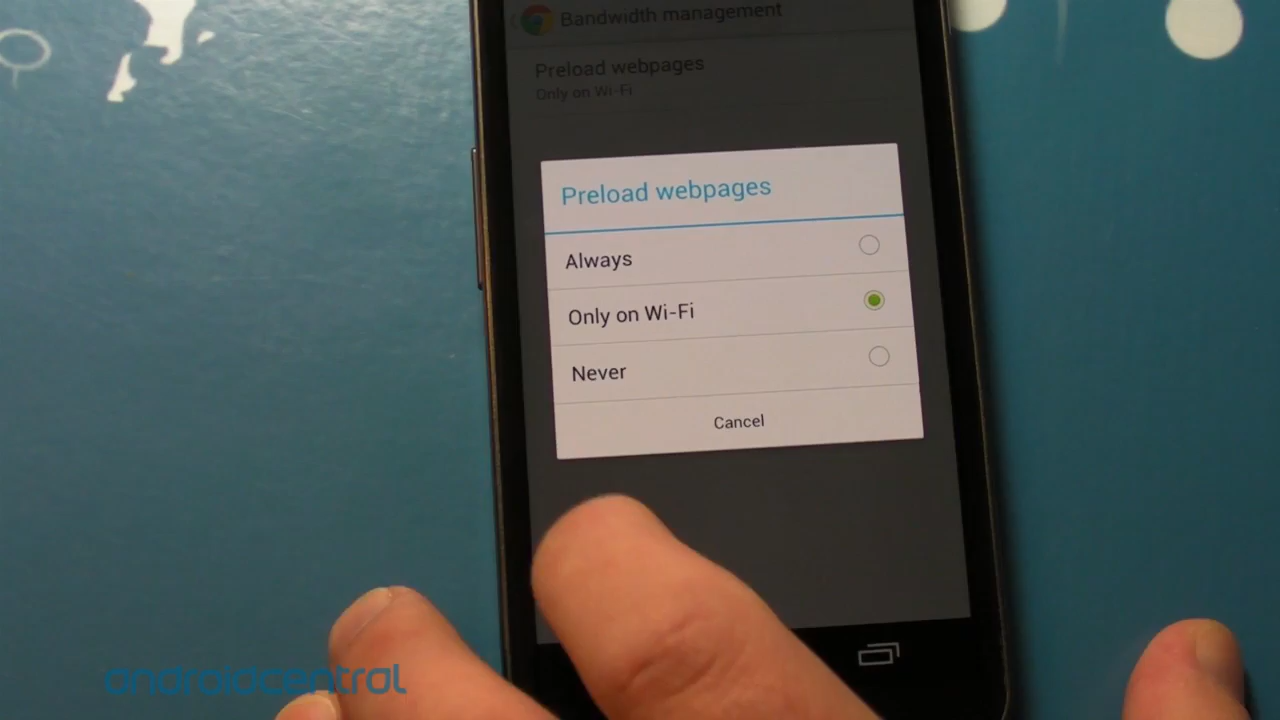 Bandwidth management
Preload webpages
Only on Wi-Fi
Preload webpages
Always
Only on Wi-Fi
Never
Cancel
androidcentral